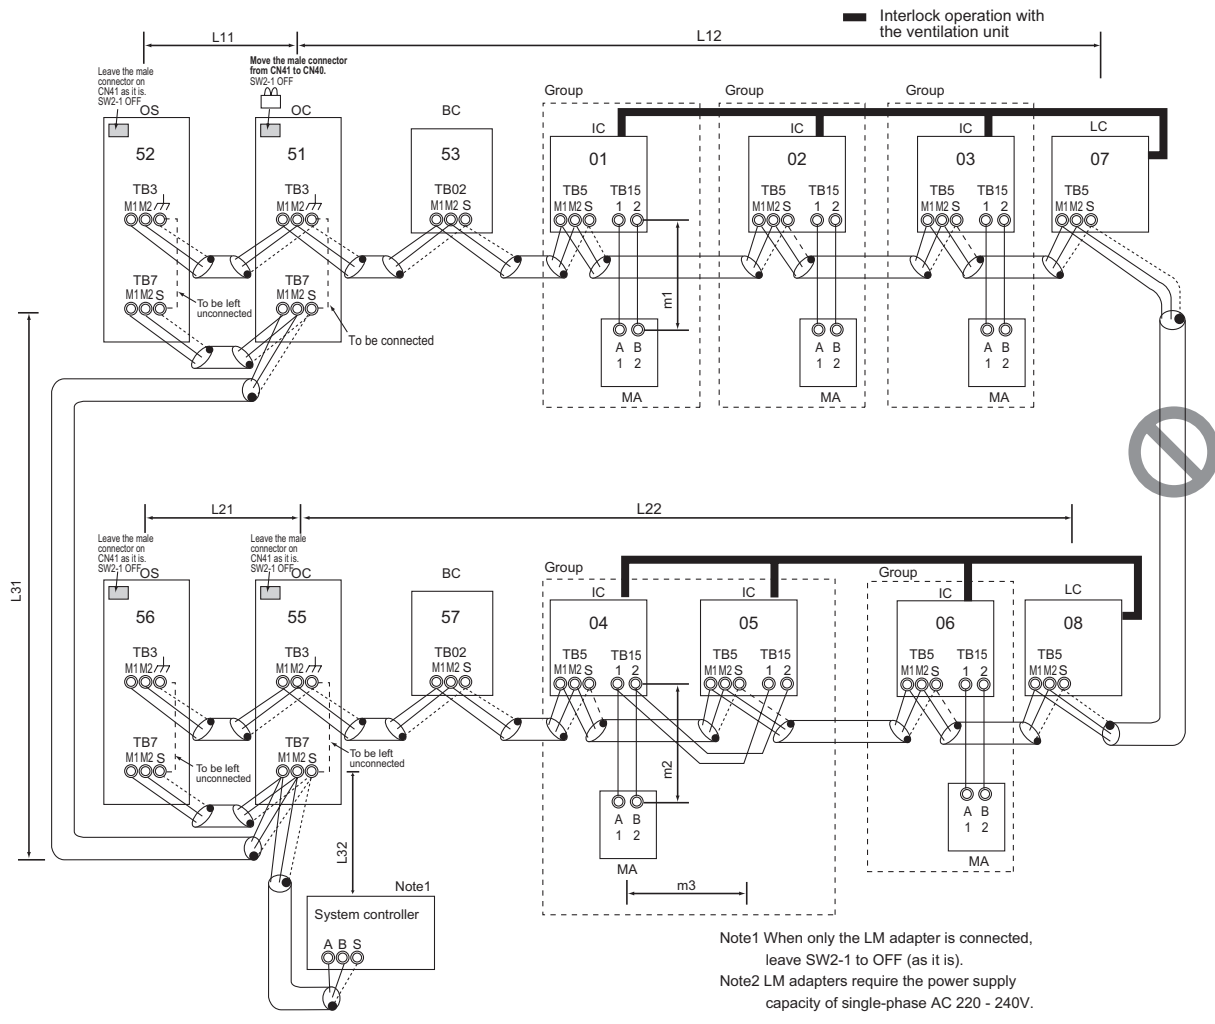 Interlock operation with
the ventilation unit
L11
L12
Leave the male
connector on
CN41 as it is.
SW2-1 OFF
Move the male connector
from CN41 to CN40.
SW2-1 OFF
OS
OC
BC
Group
Group
Group
IC
IC
IC
LC
52
51
53
01
02
03
07
TB3
TB3
TB02
TB5 TB15
TB5 TB15
TB5 TB15
TB5
M1 M2
M1 M2
M1 M2 S
M1 M2 S 1 2
M1 M2 S 1 2
M1 M2 S 1 2
M1 M2 S
TB7
TB7
M1 M2 S
M1 M2 S
To be left
unconnected
To be connected
m1
A B
1 2
MA
A B
1 2
MA
A B
1 2
MA
L31
L21
L22
Leave the male
connector on
CN41 as it is.
SW2-1 OFF
Leave the male
connector on
CN41 as it is.
SW2-1 OFF
OS
OC
BC
Group
Group
IC
IC
IC
LC
56
55
57
04
05
06
08
TB3
TB3
TB02
TB5 TB15
TB5 TB15
TB5 TB15
TB5
M1 M2
M1 M2
M1 M2 S
M1 M2 S 1 2
M1 M2 S 1 2
M1 M2 S 1 2
M1 M2 S
TB7
TB7
M1 M2 S
M1 M2 S
To be left
unconnected
To be left
unconnected
m2
A B
1 2
MA
A B
1 2
MA
m3
L32
Note1
System controller
A B S
Note1 When only the LM adapter is connected,
leave SW2-1 to OFF (as it is).
Note2 LM adapters require the power supply
capacity of single-phase AC 220 - 240V.